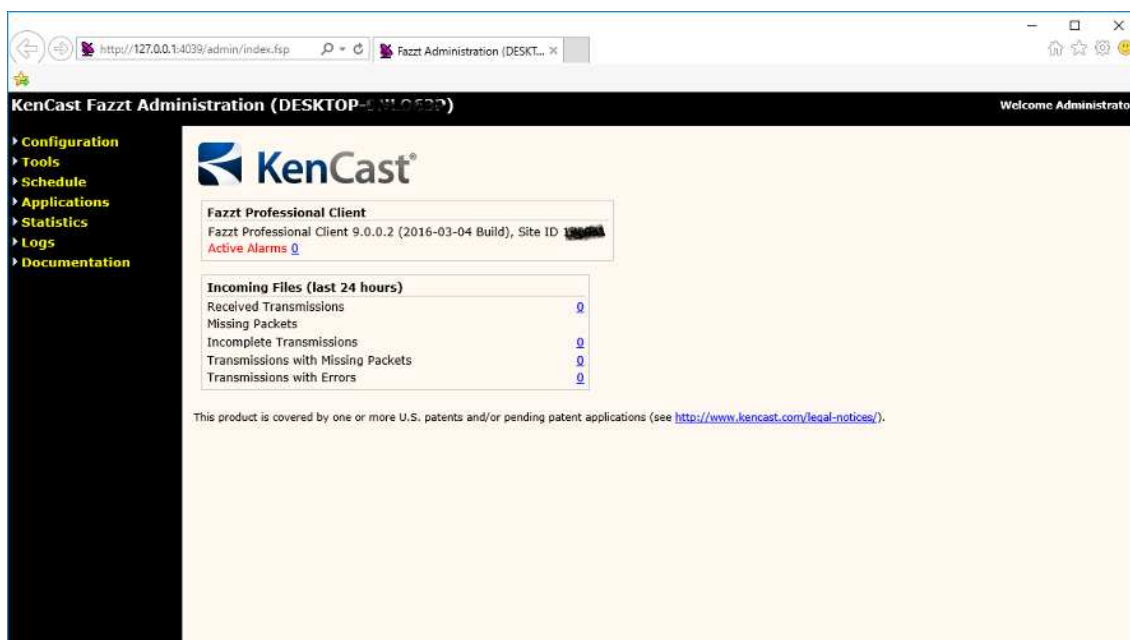 http://127.0.0.1:4039/admin/index.fsp
Fazzt Administration (DESKT...
KenCast Fazzt Administration (DESKTOP-
Welcome Administrato
Configuration
Tools
Schedule
Applications
Statistics
Logs
Documentation
KenCast®
Fazzt Professional Client
Fazzt Professional Client 9.0.0.2 (2016-03-04 Build), Site ID
Active Alarms 0
Incoming Files (last 24 hours)
Received Transmissions 0
Missing Packets
Incomplete Transmissions 0
Transmissions with Missing Packets 0
Transmissions with Errors 0
This product is covered by one or more U.S. patents and/or pending patent applications (see http://www.kencast.com/legal-notices/).